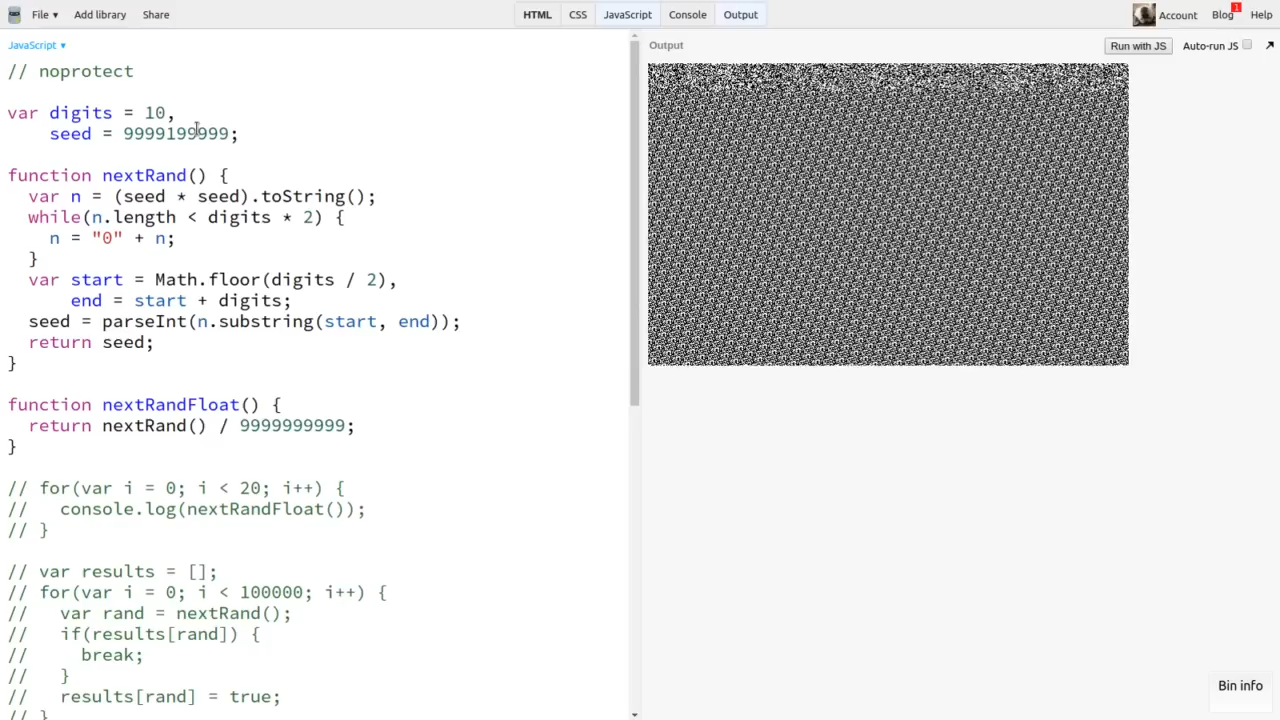 File ▾ Add library Share HTML CSS JavaScript Console Output Account Blog 1 Help
JavaScript ▾
Output Run with JS Auto-run JS
// noprotect
var digits = 10,
    seed = 9999199999;
function nextRand() {
  var n = (seed * seed).toString();
  while(n.length < digits * 2) {
    n = "0" + n;
  }
  var start = Math.floor(digits / 2),
      end = start + digits;
  seed = parseInt(n.substring(start, end));
  return seed;
}
function nextRandFloat() {
  return nextRand() / 9999999999;
}
// for(var i = 0; i < 20; i++) {
//   console.log(nextRandFloat());
// }
// var results = [];
// for(var i = 0; i < 100000; i++) {
//   var rand = nextRand();
//   if(results[rand]) {
//     break;
//   }
//   results[rand] = true;
// }
Bin info